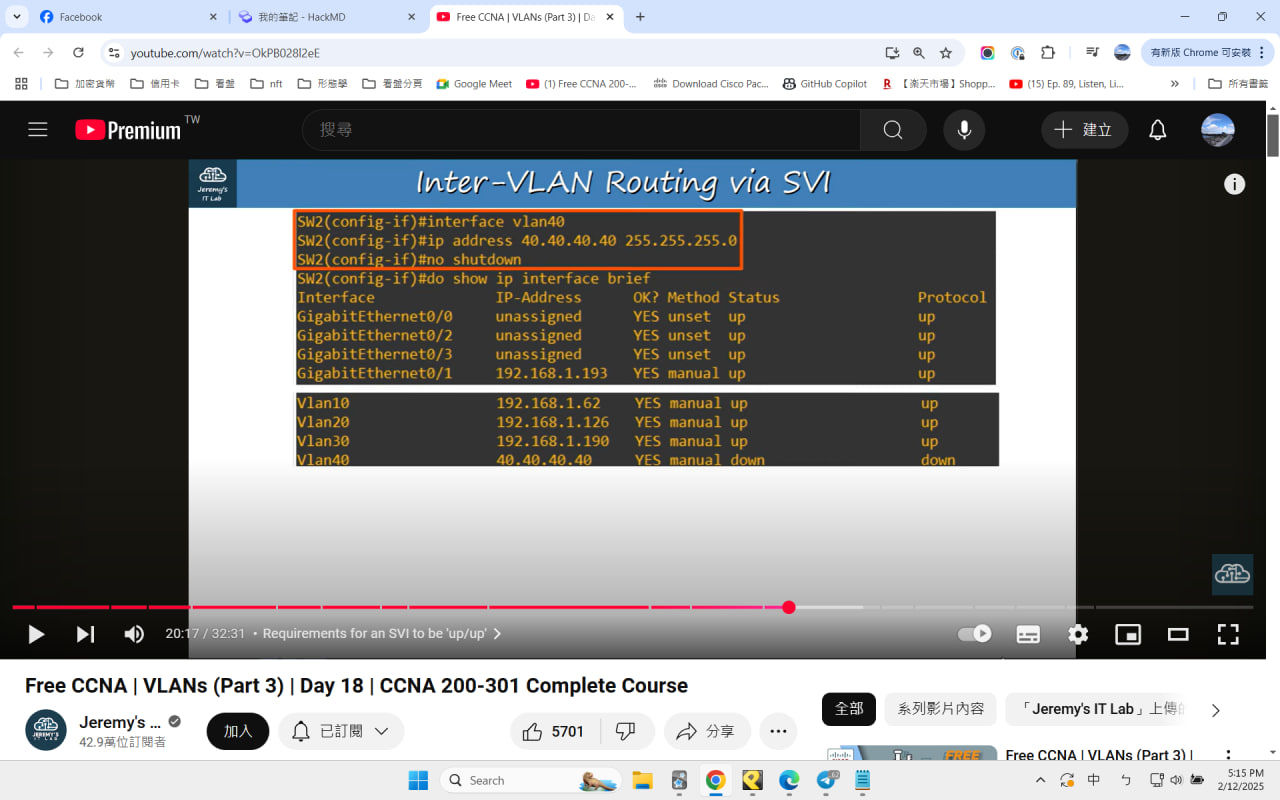 Facebook
我的筆記 - HackMD
Free CCNA | VLANs (Part 3) | Da
youtube.com/watch?v=OkPB028l2eE
有新版 Chrome 可安裝
加密貨幣
信用卡
看盤
nft
形態學
看盤分頁
Google Meet
(1) Free CCNA 200-...
Download Cisco Pac...
GitHub Copilot
【楽天市場】Shopp...
(15) Ep. 89, Listen, Li...
所有書籤
Premium TW
搜尋
建立
Jeremy's
IT Lab
Inter-VLAN Routing via SVI
SW2(config-if)#interface vlan40
SW2(config-if)#ip address 40.40.40.40 255.255.255.0
SW2(config-if)#no shutdown
SW2(config-if)#do show ip interface brief
Interface IP-Address OK? Method Status Protocol
GigabitEthernet0/0 unassigned YES unset up up
GigabitEthernet0/2 unassigned YES unset up up
GigabitEthernet0/3 unassigned YES unset up up
GigabitEthernet0/1 192.168.1.193 YES manual up up
Vlan10 192.168.1.62 YES manual up up
Vlan20 192.168.1.126 YES manual up up
Vlan30 192.168.1.190 YES manual up up
Vlan40 40.40.40.40 YES manual down down
20:17 / 32:31 • Requirements for an SVI to be 'up/up'
Free CCNA | VLANs (Part 3) | Day 18 | CCNA 200-301 Complete Course
Jeremy's ...
42.9萬位訂閱者
加入
已訂閱
5701
分享
全部
系列影片內容
「Jeremy's IT Lab」上傳的
FREE
Free CCNA | VLANs (Part 3) |
Search
62
中
ㄅ
5:15 PM
2/12/2025